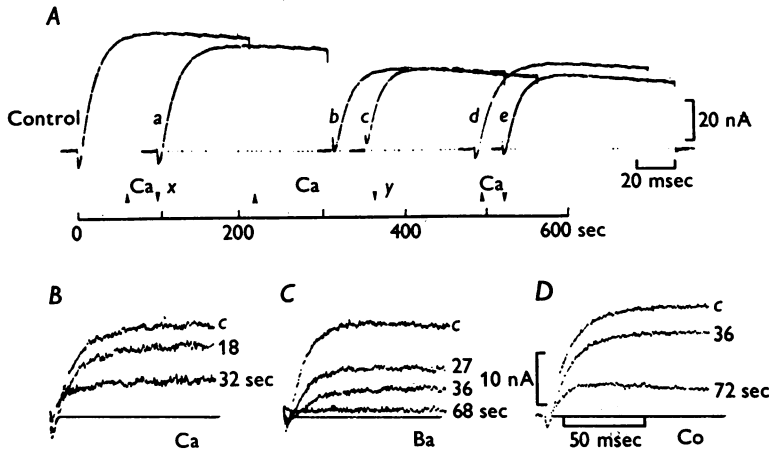 A
Control
a
b
c
d
e
20 nA
20 msec
Ca x Ca y Ca
0 200 400 600 sec
B
c
18
32 sec
Ca
C
c
27
36
68 sec
Ba
D
c
36
10 nA
72 sec
50 msec
Co